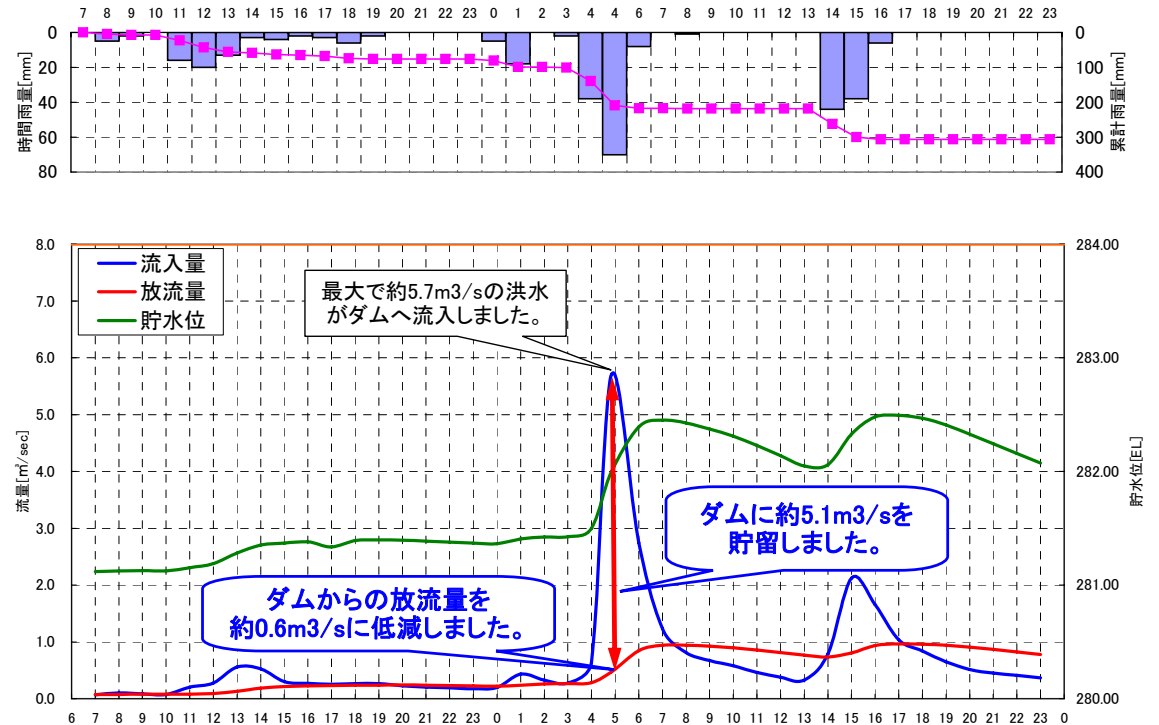 7 8 9 10 11 12 13 14 15 16 17 18 19 20 21 22 23 0 1 2 3 4 5 6 7 8 9 10 11 12 13 14 15 16 17 18 19 20 21 22 23
時間雨量[mm]
0
20
40
60
80
累計雨量[mm]
0
100
200
300
400
流量[㎥/sec]
8.0
7.0
6.0
5.0
4.0
3.0
2.0
1.0
0.0
流入量
放流量
貯水位
最大で約5.7m3/sの洪水
がダムへ流入しました。
ダムに約5.1m3/sを
貯留しました。
ダムからの放流量を
約0.6m3/sに低減しました。
284.00
283.00
282.00
281.00
280.00
貯水位[EL]
6 7 8 9 10 11 12 13 14 15 16 17 18 19 20 21 22 23 0 1 2 3 4 5 6 7 8 9 10 11 12 13 14 15 16 17 18 19 20 21 22 23 0